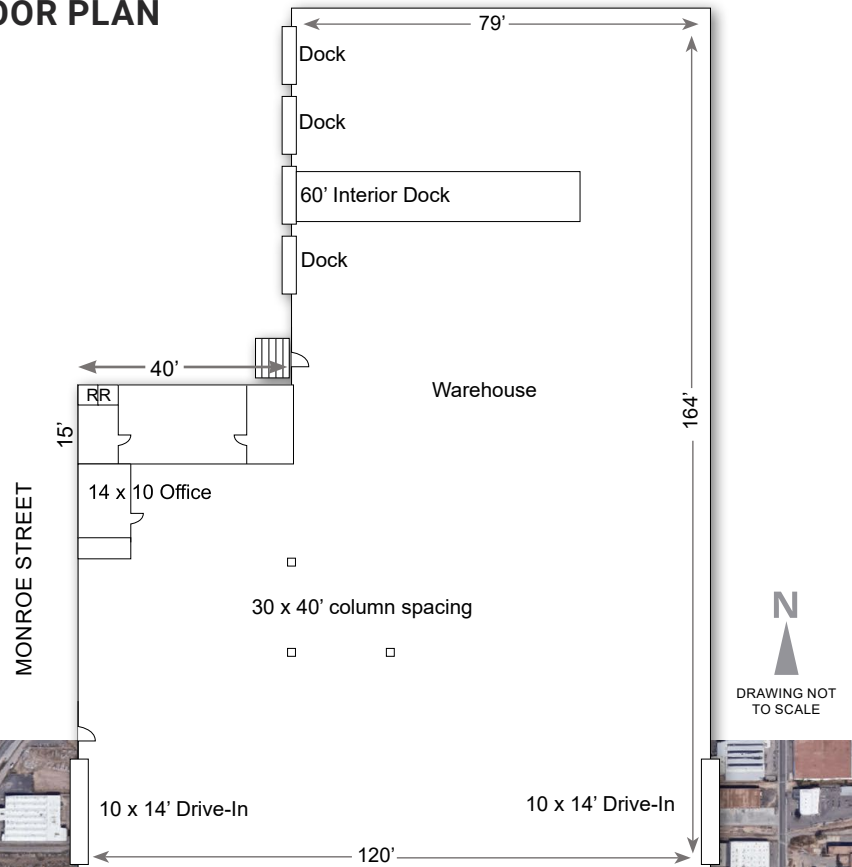 OOR PLAN
79’
Dock
Dock
60’ Interior Dock
Dock
40’
RR
Warehouse
164’
15’
14 x 10 Office
MONROE STREET
30 x 40’ column spacing
N
DRAWING NOT
TO SCALE
10 x 14’ Drive-In
10 x 14’ Drive-In
120’